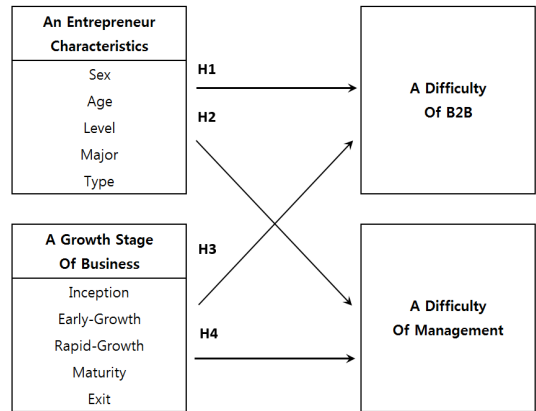 An Entrepreneur
Characteristics
Sex
Age
Level
Major
Type
H1
H2
A Difficulty
Of B2B
A Growth Stage
Of Business
Inception
Early-Growth
Rapid-Growth
Maturity
Exit
H3
H4
A Difficulty
Of Management